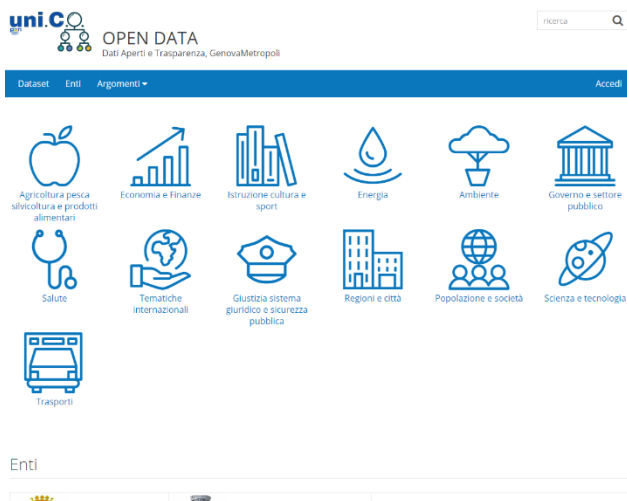 uni.C.O.
ricerca
OPEN DATA
Dati Aperti e Trasparenza, GenovaMetropoli
Dataset Enti Argomenti Accedi
Agricoltura pesca
silvicoltura e prodotti
alimentari
Economia e Finanze
Istruzione cultura e
sport
Energia
Ambiente
Governo e settore
pubblico
Salute
Tematiche
internazionali
Giustizia sistema
giuridico e sicurezza
pubblica
Regioni e città
Popolazione e società
Scienza e tecnologia
Trasporti
Enti